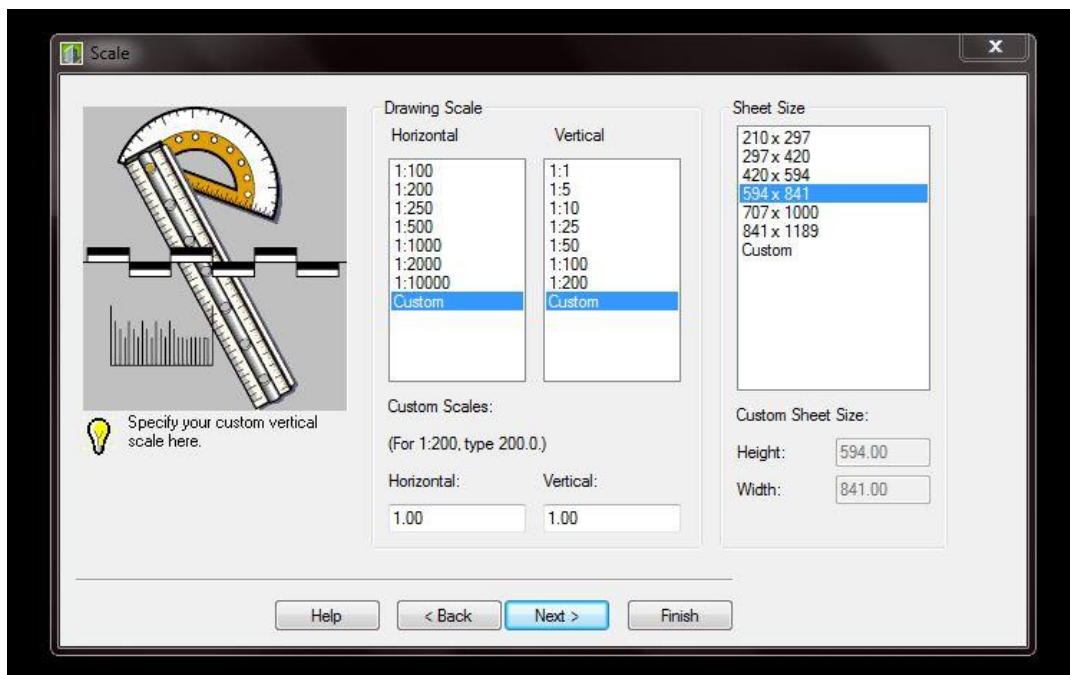 Scale
x
Drawing Scale
Horizontal
Vertical
1:100
1:200
1:250
1:500
1:1000
1:2000
1:10000
Custom
1:1
1:5
1:10
1:25
1:50
1:100
1:200
Custom
Custom Scales:
(For 1:200, type 200.0.)
Horizontal:
Vertical:
1.00
1.00
Sheet Size
210 x 297
297 x 420
420 x 594
594 x 841
707 x 1000
841 x 1189
Custom
Custom Sheet Size:
Height:
594.00
Width:
841.00
Specify your custom vertical
scale here.
Help
< Back
Next >
Finish